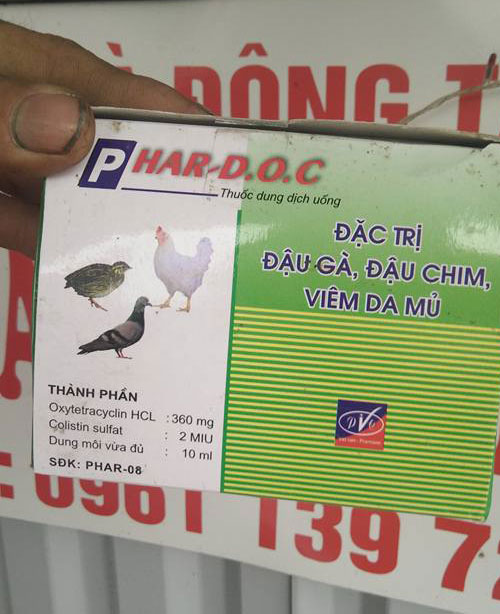 À ĐÔNG T
PHAR-D.O.C
Thuốc dung dịch uống
ĐẶC TRỊ
ĐẬU GÀ, ĐẬU CHIM,
VIÊM DA MỦ
THÀNH PHẦN
Oxytetracyclin HCL : 360 mg
Colistin sulfat : 2 MIU
Dung môi vừa đủ : 10 ml
SĐK: PHAR-08
: 0961 139 7